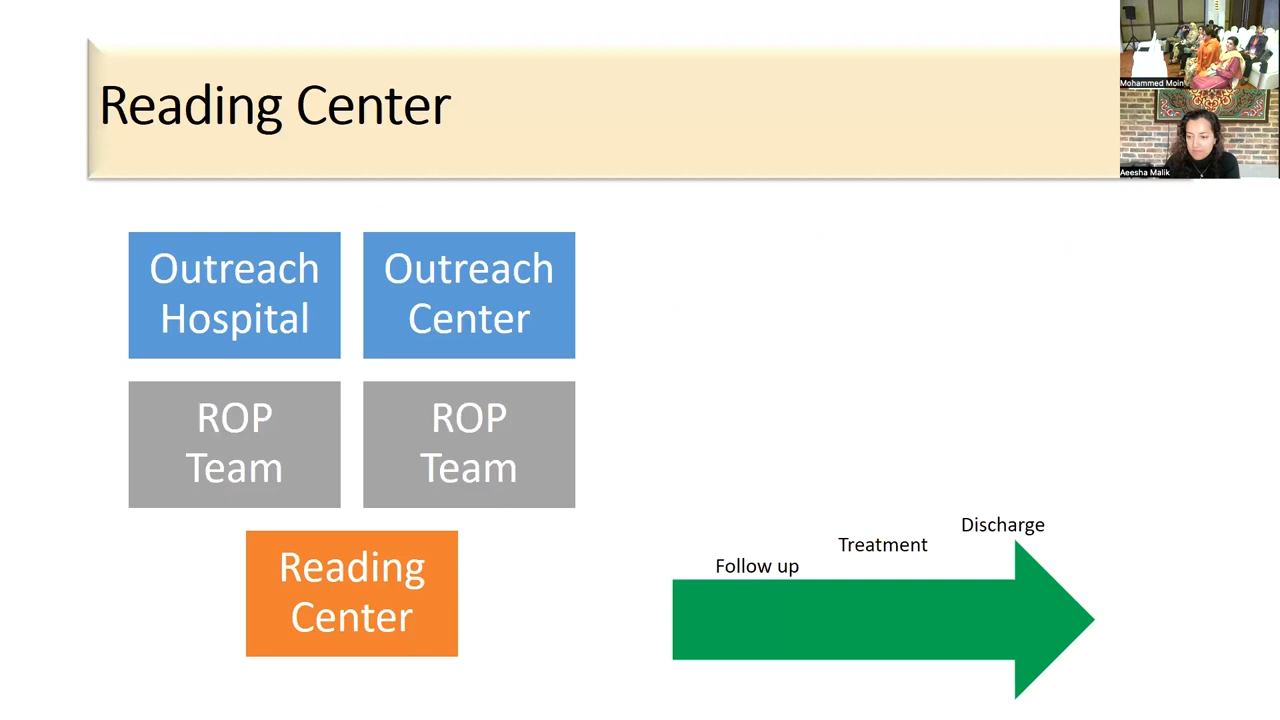 Reading Center
Mohammed Moin
Aeesha Malik
Outreach
Hospital
Outreach
Center
ROP
Team
ROP
Team
Reading
Center
Follow up
Treatment
Discharge